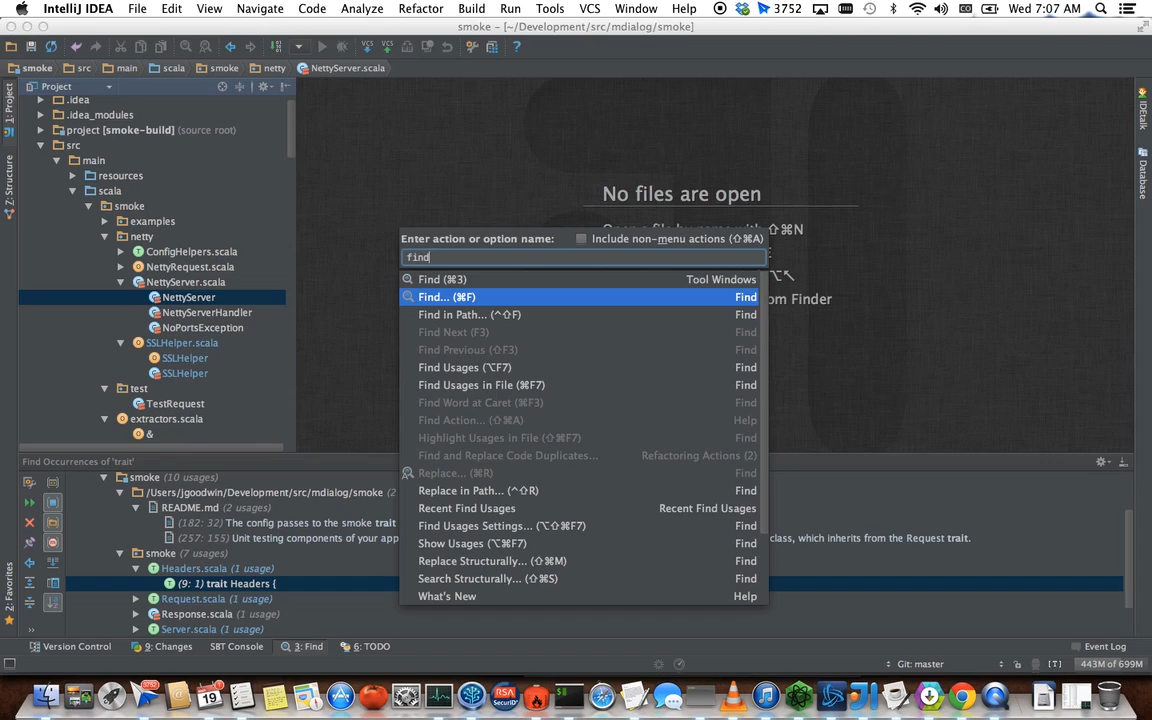 IntelliJ IDEA File Edit View Navigate Code Analyze Refactor Build Run Tools VCS Window Help 3752 Wed 7:07 AM
smoke – [~/Development/src/mdialog/smoke]
smoke src main scala smoke netty NettyServer.scala
1: Project
Z: Structure
2: Favorites
Project
.idea
.idea_modules
project [smoke-build] (source root)
src
main
resources
scala
smoke
examples
netty
ConfigHelpers.scala
NettyRequest.scala
NettyServer.scala
NettyServer
NettyServerHandler
NoPortsException
SSLHelper.scala
SSLHelper
SSLHelper
test
TestRequest
extractors.scala
&
No files are open
⇧⌘N
om Finder
IDEtalk
Database
Enter action or option name: Include non-menu actions (⇧⌘A)
find
Find (⌘3) Tool Windows
Find... (⌘F) Find
Find in Path... (^⇧F) Find
Find Next (F3) Find
Find Previous (⇧F3) Find
Find Usages (⌥F7) Find
Find Usages in File (⌘F7) Find
Find Word at Caret (⌘F3) Find
Find Action... (⇧⌘A) Help
Highlight Usages in File (⇧⌘F7) Find
Find and Replace Code Duplicates... Refactoring Actions (2)
Replace... (⌘R) Find
Replace in Path... (^⇧R) Find
Recent Find Usages Recent Find Usages
Find Usages Settings... (⌥⇧⌘F7) Find
Show Usages (⌥⌘F7) Find
Replace Structurally... (⇧⌘M) Find
Search Structurally... (⇧⌘S) Find
What's New Help
Find Occurrences of 'trait'
smoke (10 usages)
/Users/jgoodwin/Development/src/mdialog/smoke (2
README.md (2 usages)
(182: 32) The config passes to the smoke trait
(257: 155) Unit testing components of your app class, which inherits from the Request trait.
smoke (7 usages)
Headers.scala (1 usage)
(9: 1) trait Headers {
Request.scala (1 usage)
Response.scala (1 usage)
Server.scala (1 usage)
Version Control 9: Changes SBT Console 3: Find 6: TODO Event Log
Git: master [T] 443M of 699M
3752
19
RSA
SecurID